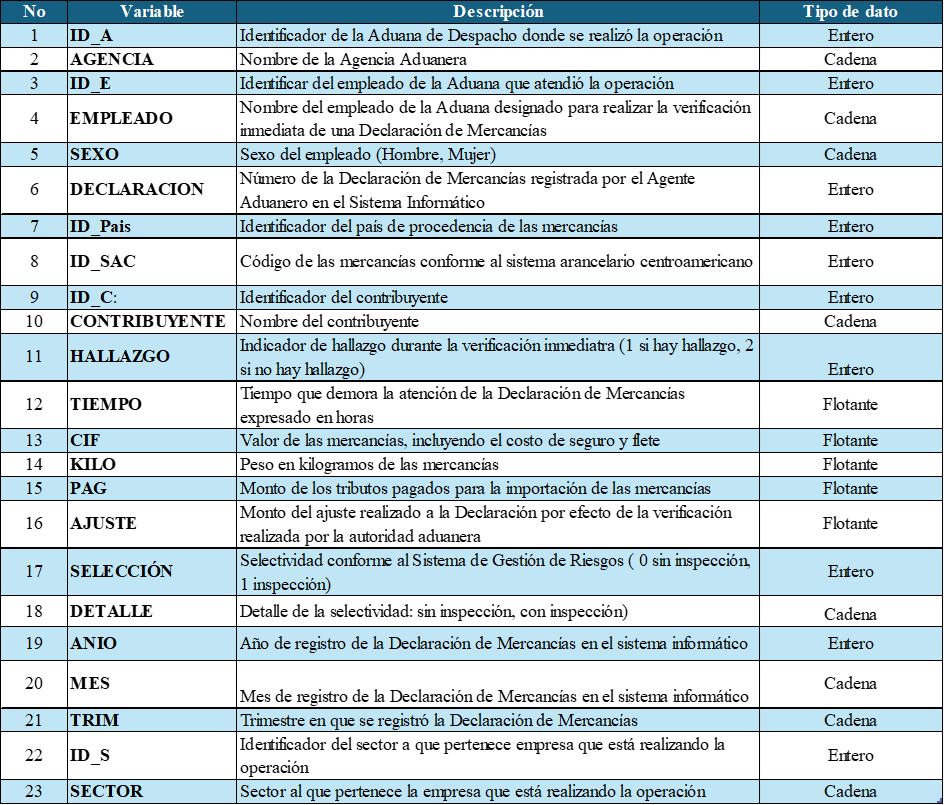 No Variable Descripción Tipo de dato
1 ID_A Identificador de la Aduana de Despacho donde se realizó la operación Entero
2 AGENCIA Nombre de la Agencia Aduanera Cadena
3 ID_E Identificar del empleado de la Aduana que atendió la operación Entero
4 EMPLEADO Nombre del empleado de la Aduana designado para realizar la verificación
inmediata de una Declaración de Mercancías Cadena
5 SEXO Sexo del empleado (Hombre, Mujer) Cadena
6 DECLARACION Número de la Declaración de Mercancías registrada por el Agente
Aduanero en el Sistema Informático Entero
7 ID_Pais Identificador del país de procedencia de las mercancías Entero
8 ID_SAC Código de las mercancías conforme al sistema arancelario centroamericano Entero
9 ID_C: Identificador del contribuyente Entero
10 CONTRIBUYENTE Nombre del contribuyente Cadena
11 HALLAZGO Indicador de hallazgo durante la verificación inmediatra (1 si hay hallazgo, 2
si no hay hallazgo) Entero
12 TIEMPO Tiempo que demora la atención de la Declaración de Mercancías
expresado en horas Flotante
13 CIF Valor de las mercancías, incluyendo el costo de seguro y flete Flotante
14 KILO Peso en kilogramos de las mercancías Flotante
15 PAG Monto de los tributos pagados para la importación de las mercancías Flotante
16 AJUSTE Monto del ajuste realizado a la Declaración por efecto de la verificación
realizada por la autoridad aduanera Flotante
17 SELECCIÓN Selectividad conforme al Sistema de Gestión de Riesgos ( 0 sin inspección,
1 inspección) Entero
18 DETALLE Detalle de la selectividad: sin inspección, con inspección) Cadena
19 ANIO Año de registro de la Declaración de Mercancías en el sistema informático Entero
20 MES Mes de registro de la Declaración de Mercancías en el sistema informático Cadena
21 TRIM Trimestre en que se registró la Declaración de Mercancías Cadena
22 ID_S Identificador del sector a que pertenece empresa que está realizando la
operación Entero
23 SECTOR Sector al que pertenece la empresa que está realizando la operación Cadena